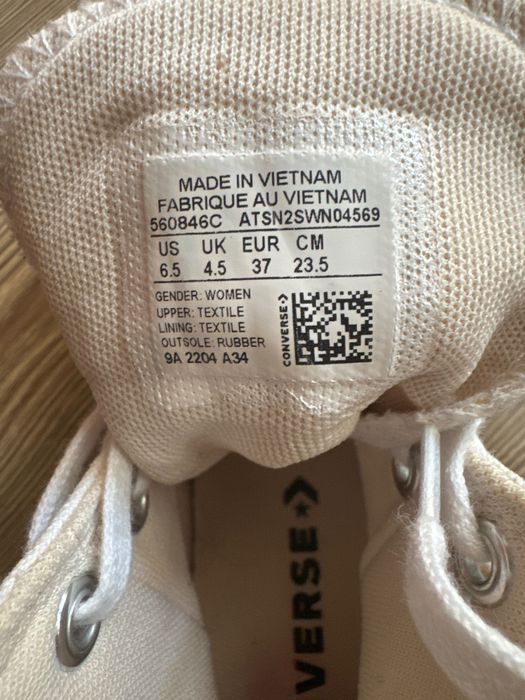 MADE IN VIETNAM
FABRIQUE AU VIETNAM
560846C ATSN2SWN04569
US UK EUR CM
6.5 4.5 37 23.5
GENDER: WOMEN
UPPER: TEXTILE
LINING: TEXTILE
OUTSOLE: RUBBER
9A 2204 A34
CONVERSE
VERSE